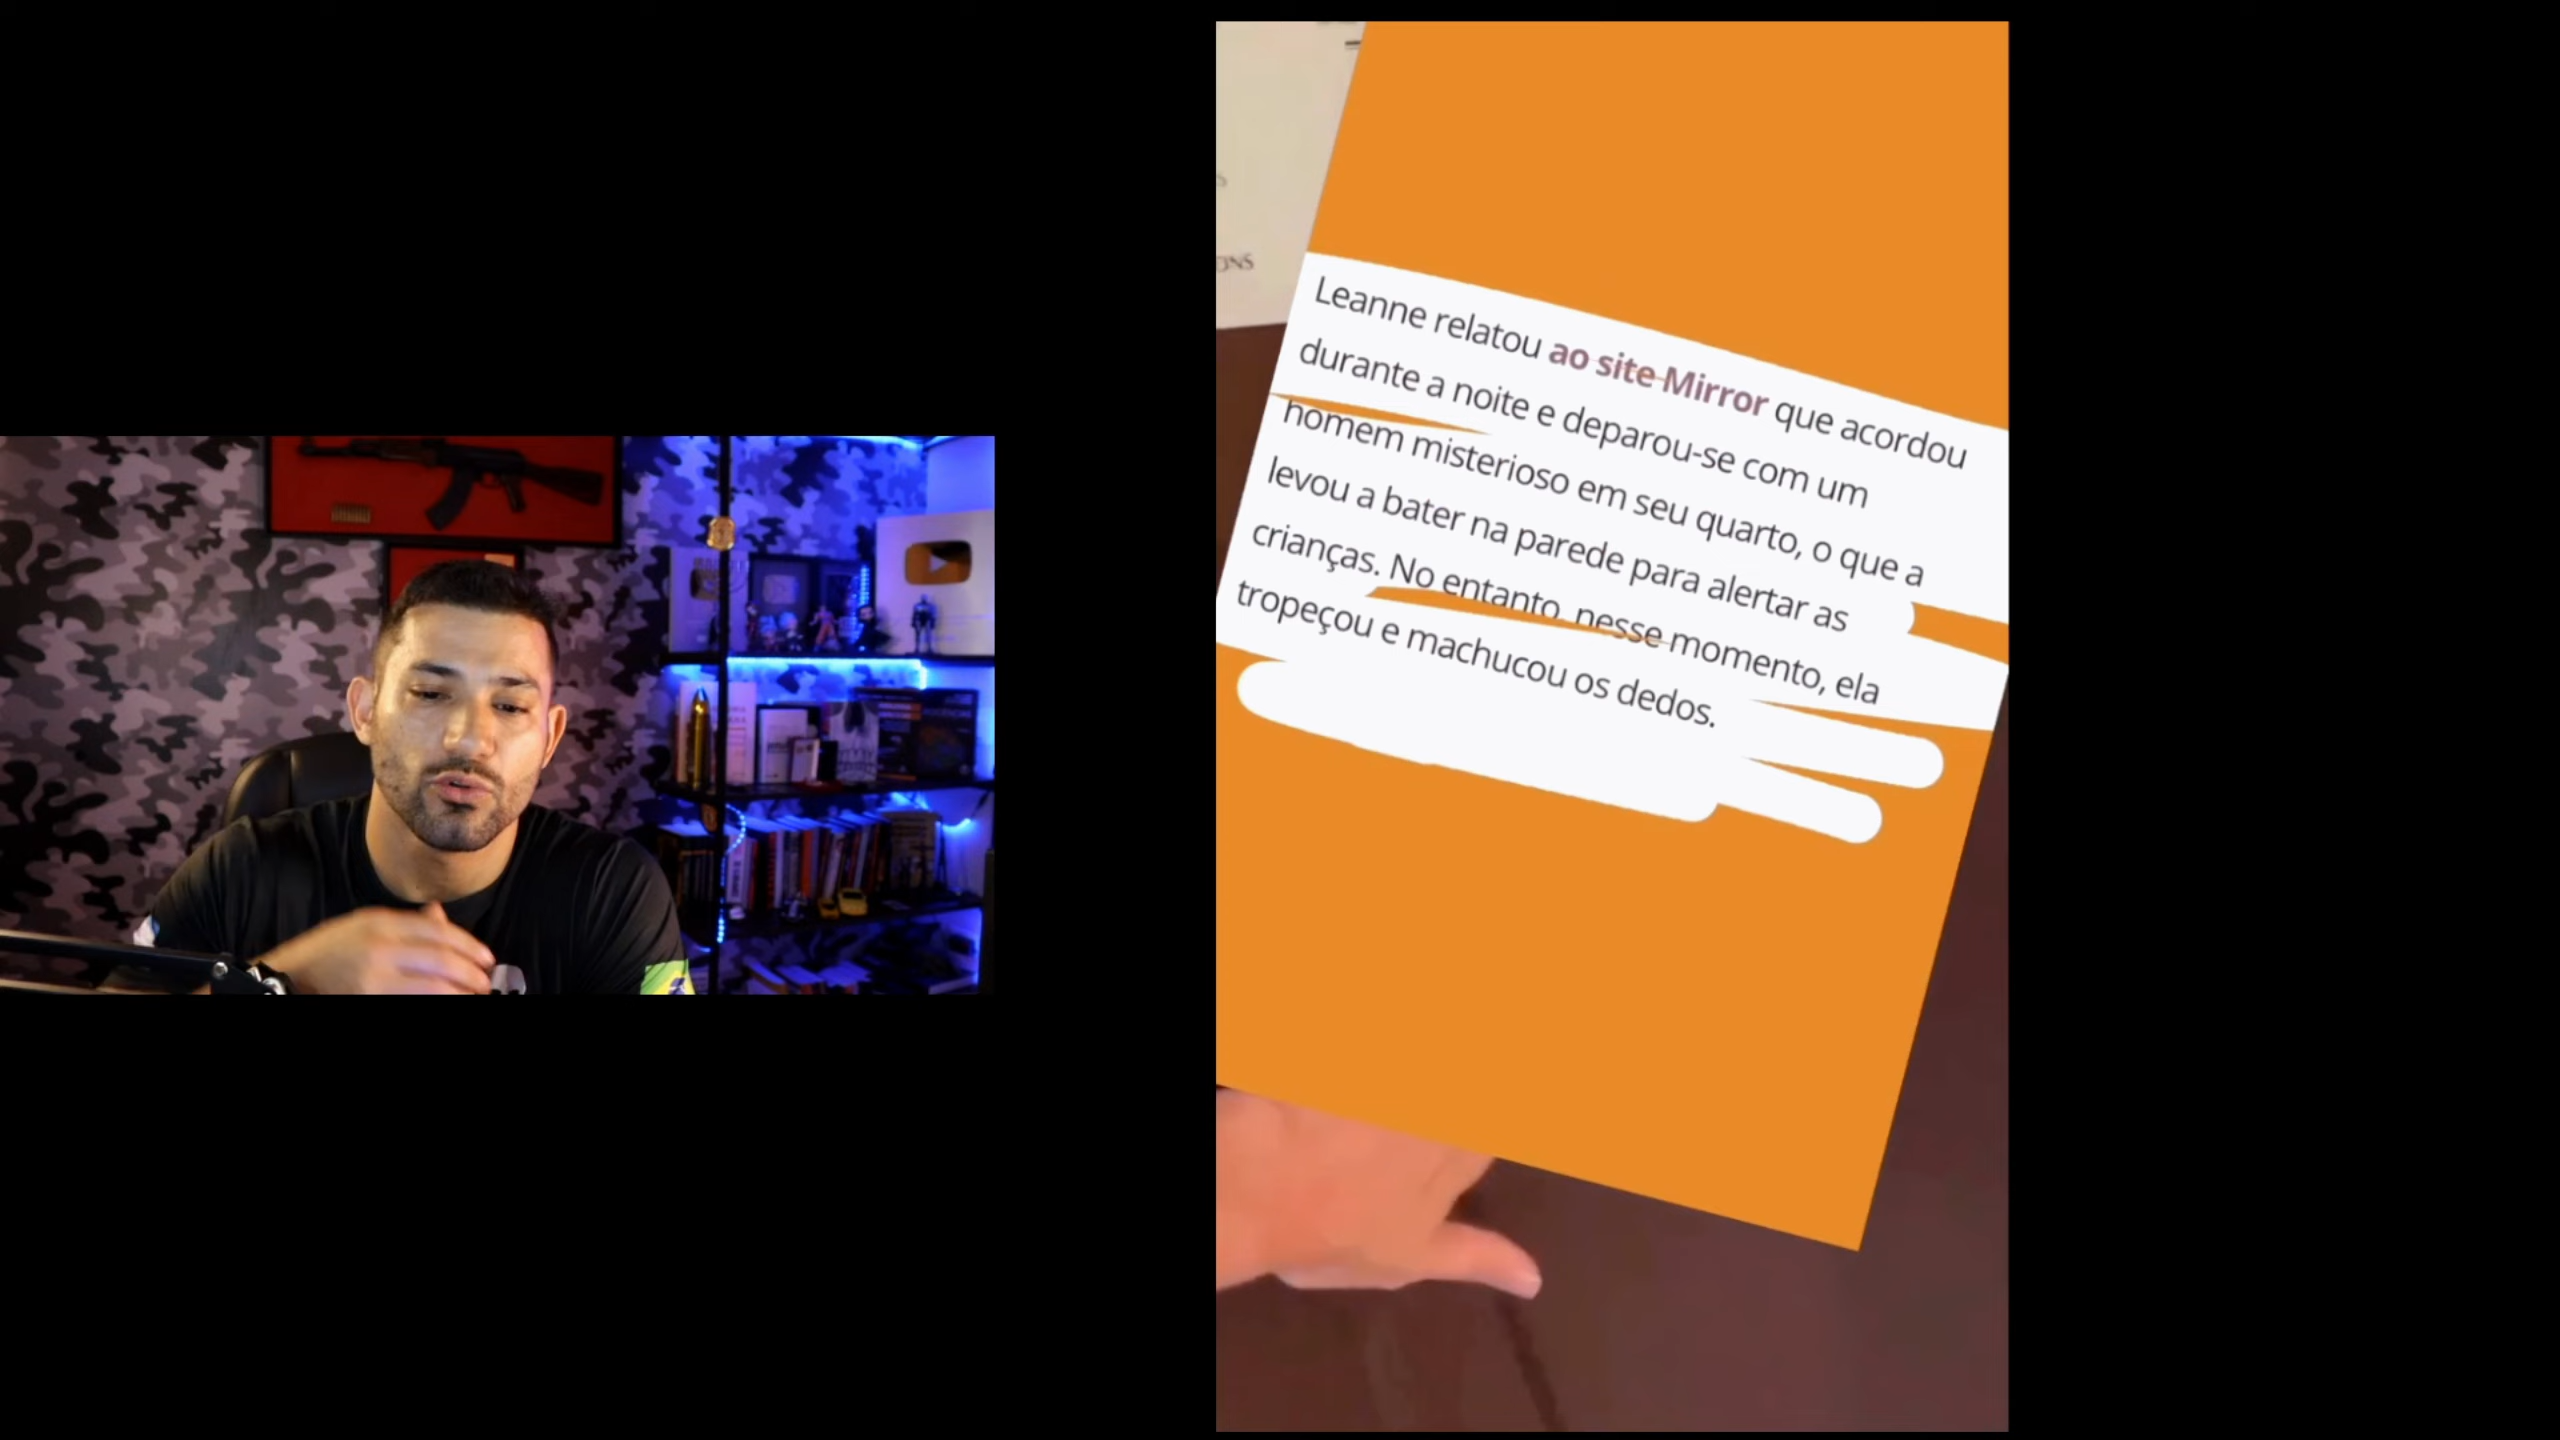 ONS
Leanne relatou ao site Mirror que acordou
durante a noite e deparou-se com um
homem misterioso em seu quarto, o que a
levou a bater na parede para alertar as
crianças. No entanto, nesse momento, ela
tropeçou e machucou os dedos.